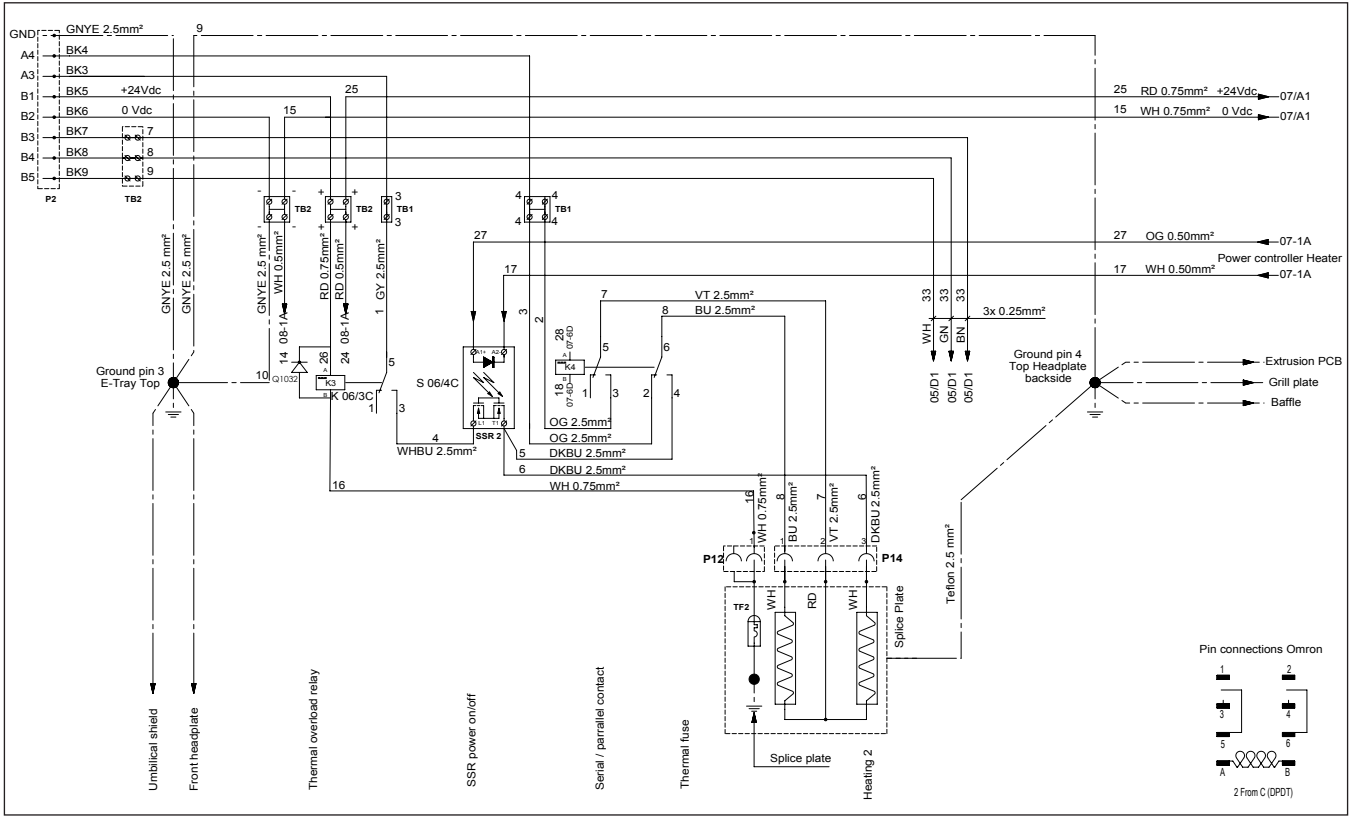 GND GNYE 2.5mm² 9
A4 BK4
A3 BK3
B1 BK5 +24Vdc 25 25 RD 0.75mm² +24Vdc 07/A1
B2 BK6 0 Vdc 15 15 WH 0.75mm² 0 Vdc 07/A1
B3 BK7 7
B4 BK8 8
B5 BK9 9
P2 TB2
- - + + 3 4 4
TB2 TB2 TB1 TB1
- - + + 3 4 4
27 27 OG 0.50mm² 07-1A
Power controller Heater
17 17 WH 0.50mm² 07-1A
GNYE 2.5 mm²
GNYE 2.5 mm²
GNYE 2.5 mm²
WH 0.5mm²
RD 0.75mm²
RD 0.5mm²
GY 2.5mm²
1
14
08-1A
26
24
08-1A
3
2
7 VT 2.5mm²
8 BU 2.5mm²
33
33
33
3x 0.25mm²
WH
GN
BN
05/D1
05/D1
05/D1
Ground pin 3
E-Tray Top
10
Q1032
A
K3
B
K 06/3C
5
1 3
A1+ A2-
S 06/4C
L1 T1
SSR 2
28
07-6D
A
K4
B
18
07-6D
5
1 3
6
2 4
Ground pin 4
Top Headplate
backside
Extrusion PCB
Grill plate
Baffle
OG 2.5mm²
OG 2.5mm²
4
WHBU 2.5mm²
5 DKBU 2.5mm²
6 DKBU 2.5mm²
16 WH 0.75mm²
16
WH 0.75mm²
8
BU 2.5mm²
7
VT 2.5mm²
6
DKBU 2.5mm²
P12 1 1 2 3 P14
TF2
WH
RD
WH
Splice Plate
Teflon 2.5 mm²
Splice plate
Umbilical shield
Front headplate
Thermal overload relay
SSR power on/off
Serial / parrallel contact
Thermal fuse
Heating 2
Pin connections Omron
1 2
3 4
5 6
A B
2 From C (DPDT)